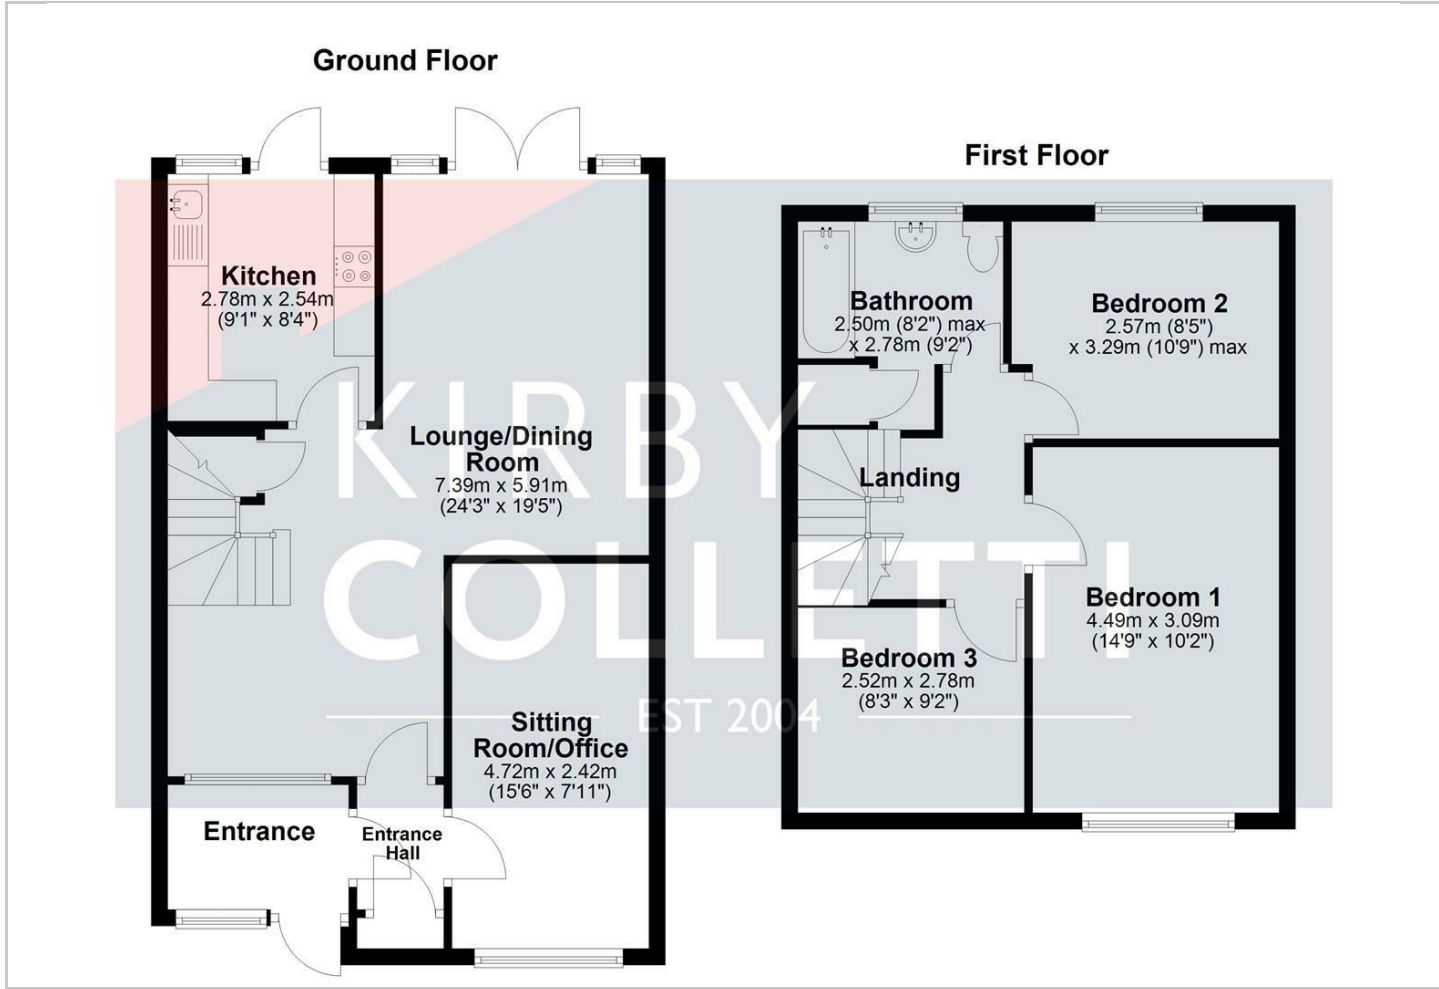 Ground Floor
First Floor
Kitchen
2.78m x 2.54m
(9'1" x 8'4")
Lounge/Dining
Room
7.39m x 5.91m
(24'3" x 19'5")
Sitting
Room/Office
4.72m x 2.42m
(15'6" x 7'11")
Entrance
Entrance
Hall
Bathroom
2.50m (8'2") max
x 2.78m (9'2")
Bedroom 2
2.57m (8'5")
x 3.29m (10'9") max
Landing
Bedroom 1
4.49m x 3.09m
(14'9" x 10'2")
Bedroom 3
2.52m x 2.78m
(8'3" x 9'2")
KIRBY
COLLETTI
EST 2004